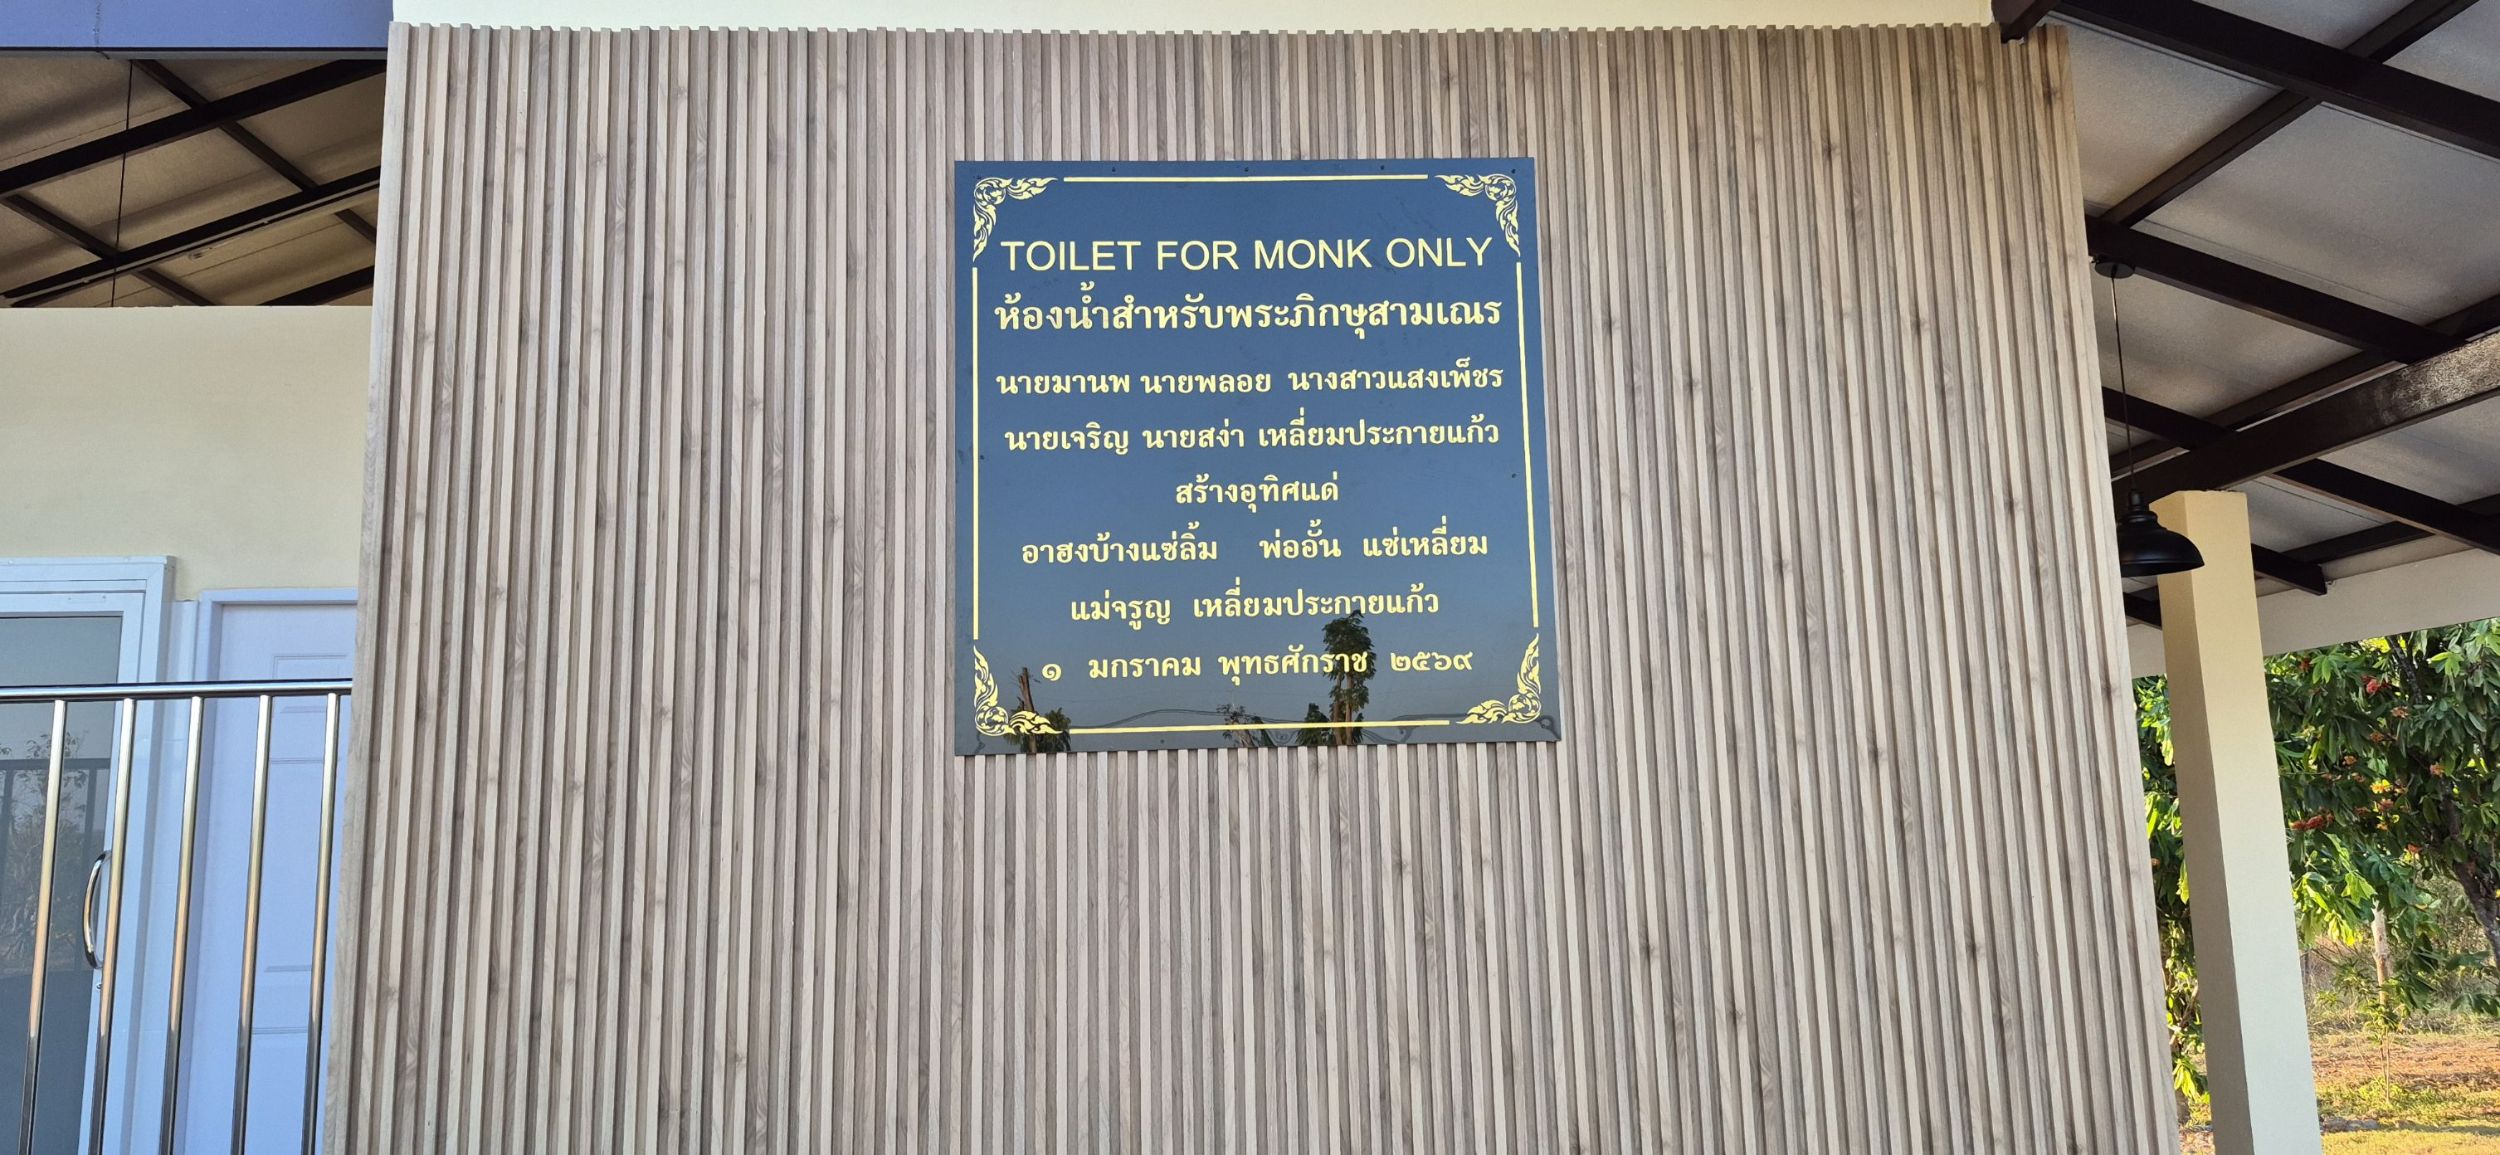 TOILET FOR MONK ONLY
ห้องน้ำสำหรับพระภิกษุสามเณร
นายมานพ นายพลอย นางสาวแสงเพ็ชร
นายเจริญ นายสง่า เหลี่ยมประกายแก้ว
สร้างอุทิศแด่
อาฮงบ้างแซ่ลิ้ม พ่ออั้น แซ่เหลี่ยม
แม่จรูญ เหลี่ยมประกายแก้ว
๑ มกราคม พุทธศักราช ๒๕๖๙